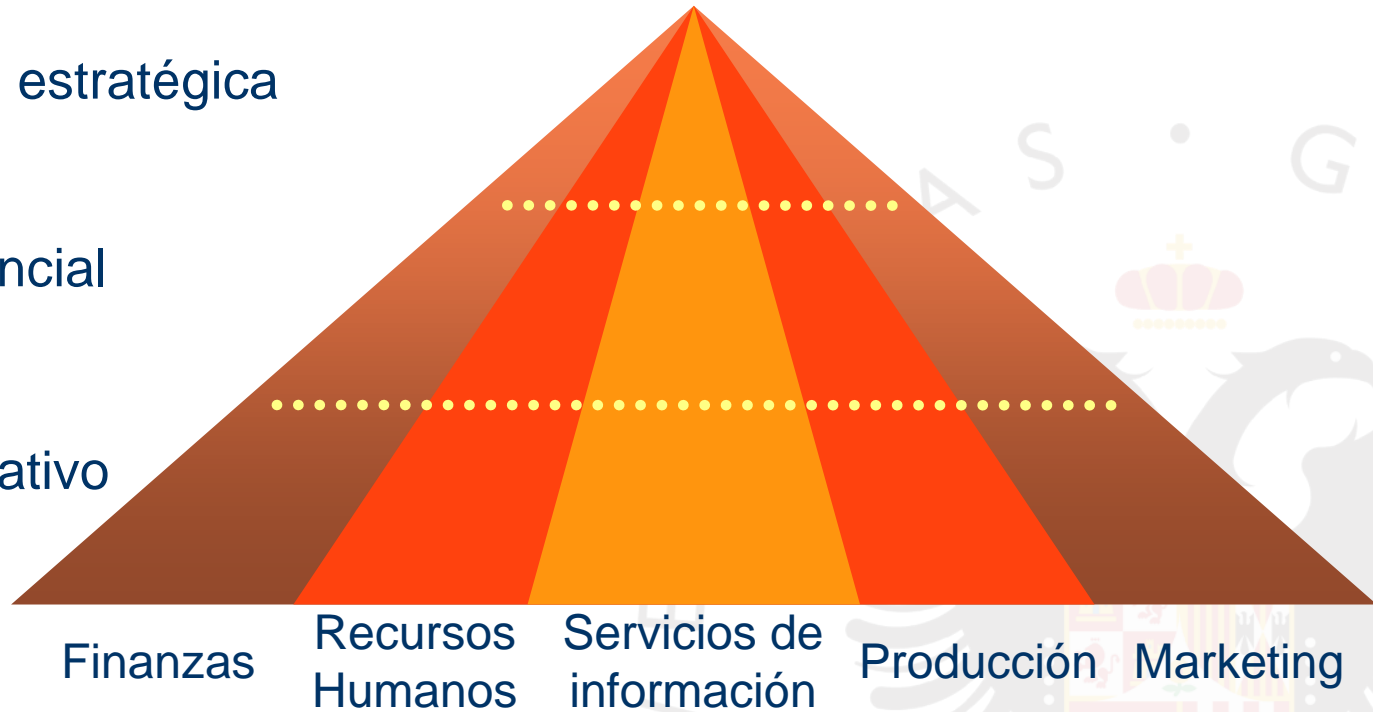 estratégica
ncial
ativo
Finanzas
Recursos
Humanos
Servicios de
información
Producción
Marketing
A S · G